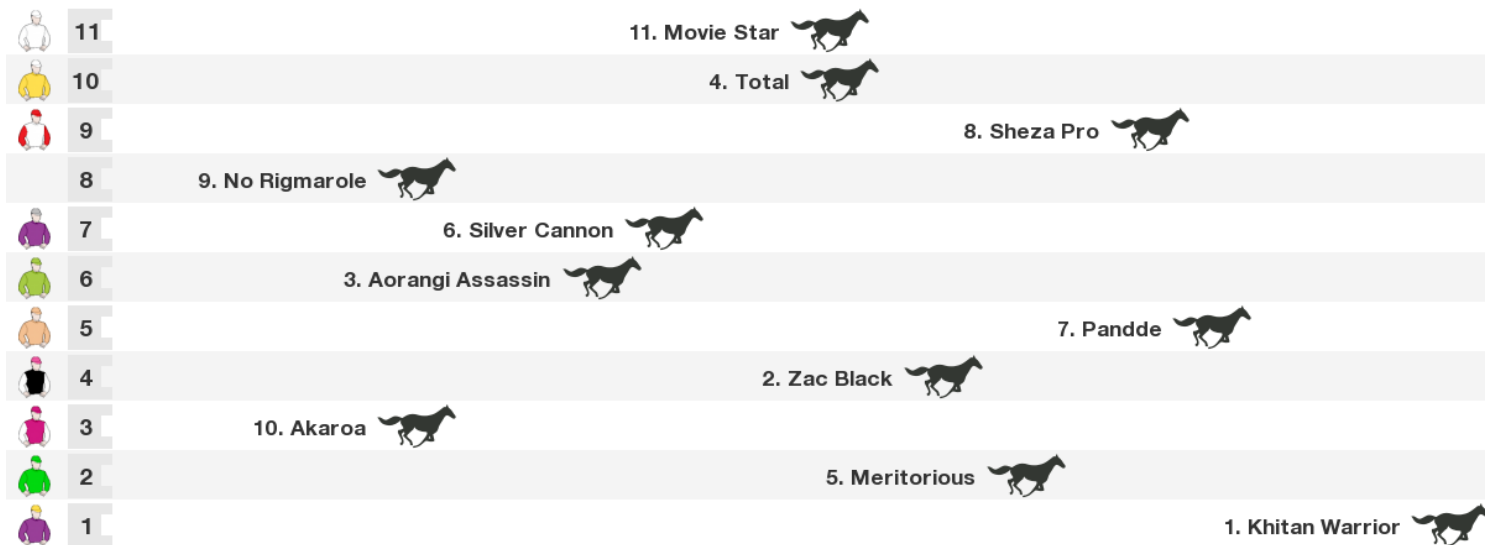 11 11. Movie Star
10 4. Total
9 8. Sheza Pro
8 9. No Rigmarole
7 6. Silver Cannon
6 3. Aorangi Assassin
5 7. Pandde
4 2. Zac Black
3 10. Akaroa
2 5. Meritorious
1 1. Khitan Warrior